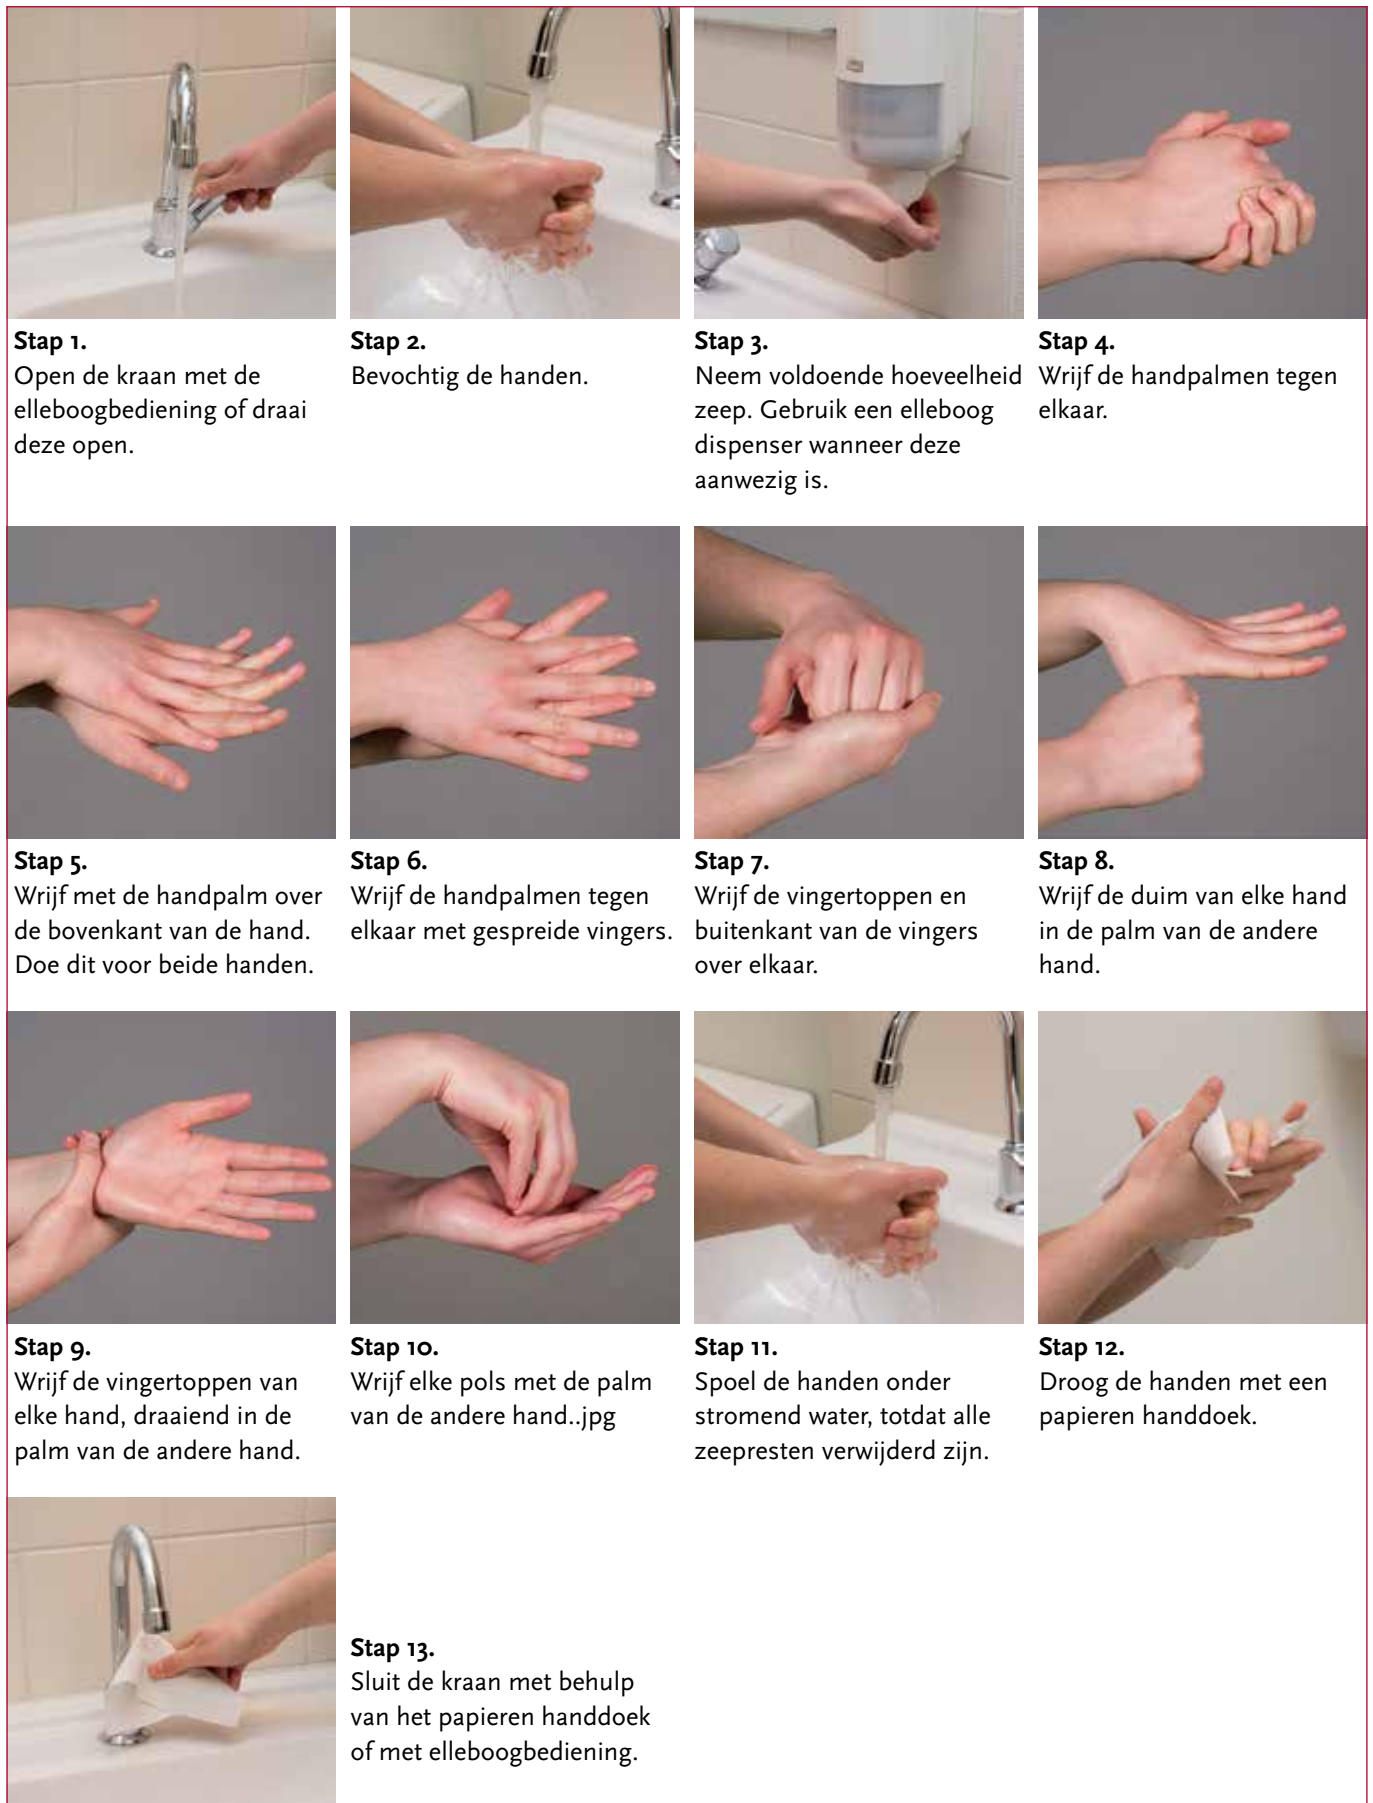 Stap 1.
Open de kraan met de
elleboogbediening of draai
deze open.
Stap 2.
Bevochtig de handen.
Stap 3.
Neem voldoende hoeveelheid
zeep. Gebruik een elleboog
dispenser wanneer deze
aanwezig is.
Stap 4.
Wrijf de handpalmen tegen
elkaar.
Stap 5.
Wrijf met de handpalm over
de bovenkant van de hand.
Doe dit voor beide handen.
Stap 6.
Wrijf de handpalmen tegen
elkaar met gespreide vingers.
Stap 7.
Wrijf de vingertoppen en
buitenkant van de vingers
over elkaar.
Stap 8.
Wrijf de duim van elke hand
in de palm van de andere
hand.
Stap 9.
Wrijf de vingertoppen van
elke hand, draaiend in de
palm van de andere hand.
Stap 10.
Wrijf elke pols met de palm
van de andere hand..jpg
Stap 11.
Spoel de handen onder
stromend water, totdat alle
zeepresten verwijderd zijn.
Stap 12.
Droog de handen met een
papieren handdoek.
Stap 13.
Sluit de kraan met behulp
van het papieren handdoek
of met elleboogbediening.